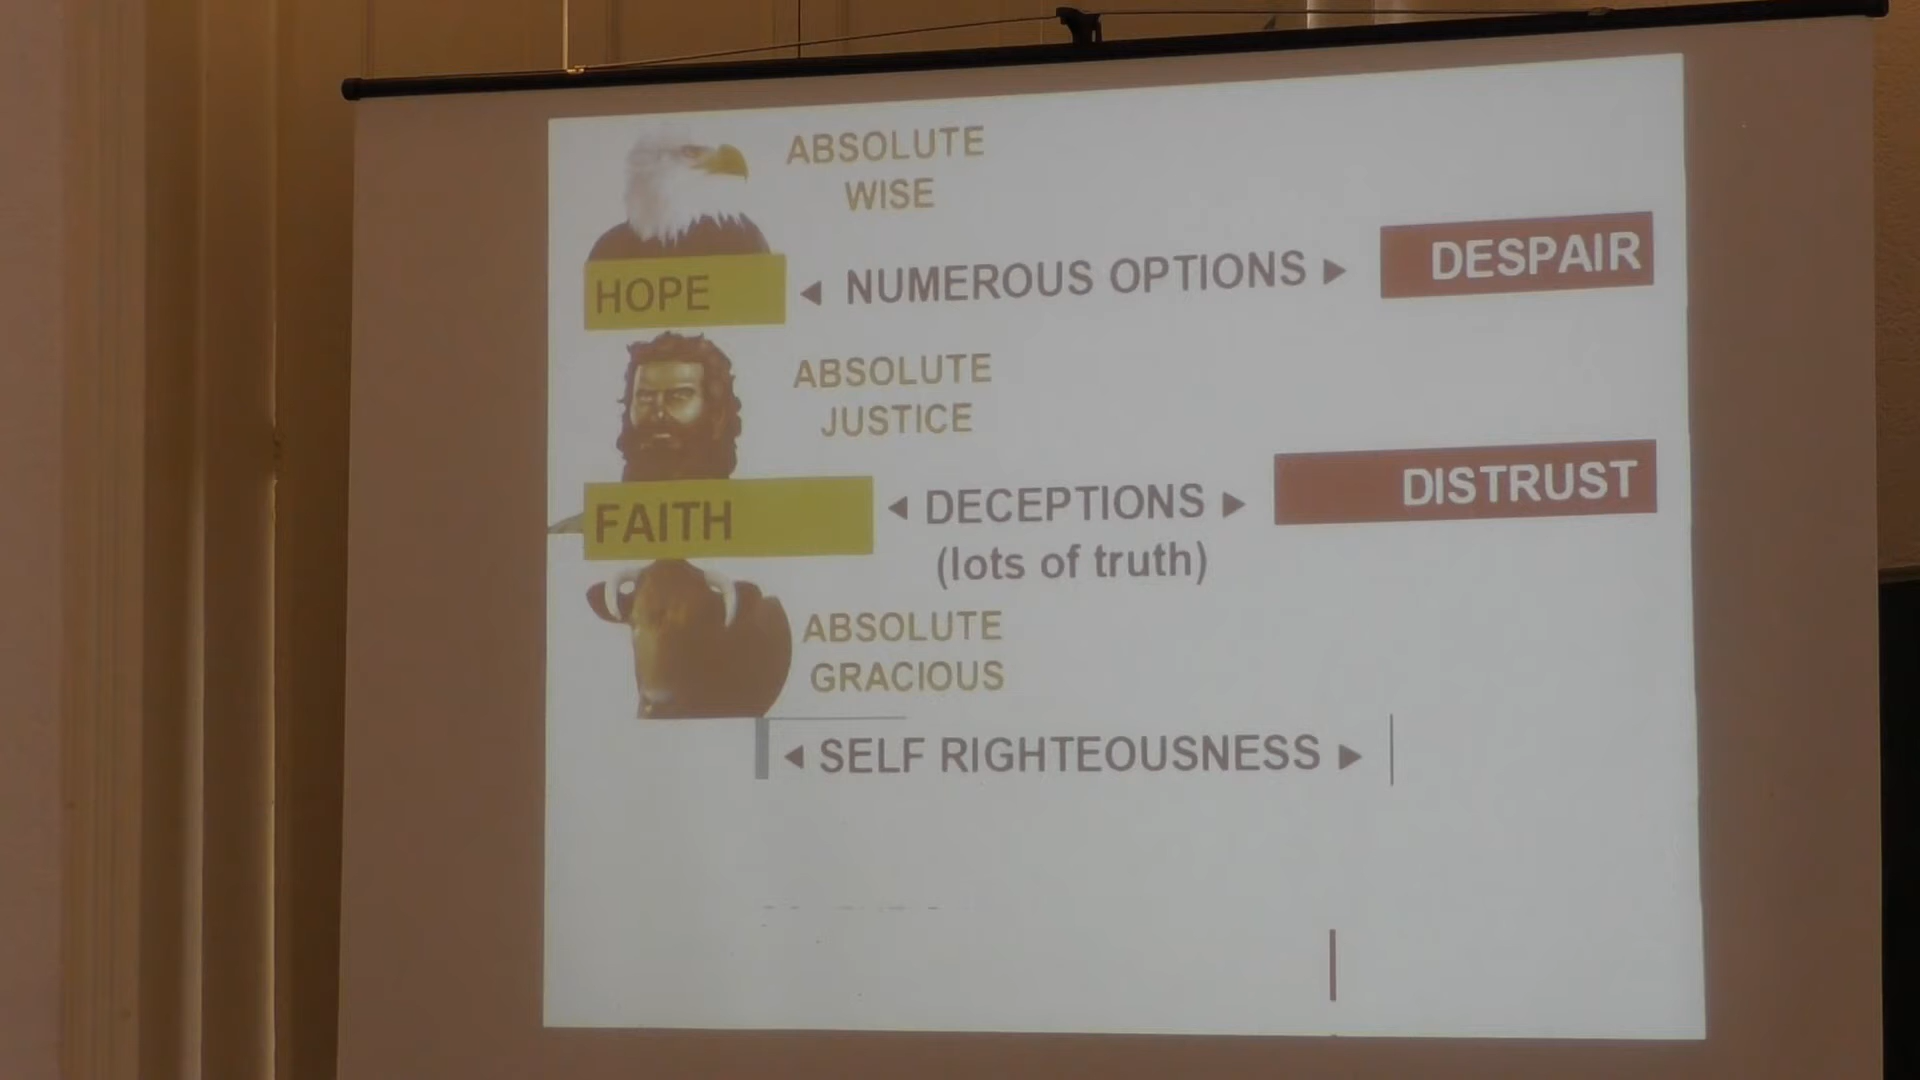 ABSOLUTE
WISE
HOPE ◄ NUMEROUS OPTIONS ► DESPAIR
ABSOLUTE
JUSTICE
FAITH ◄ DECEPTIONS ► DISTRUST
(lots of truth)
ABSOLUTE
GRACIOUS
◄ SELF RIGHTEOUSNESS ►